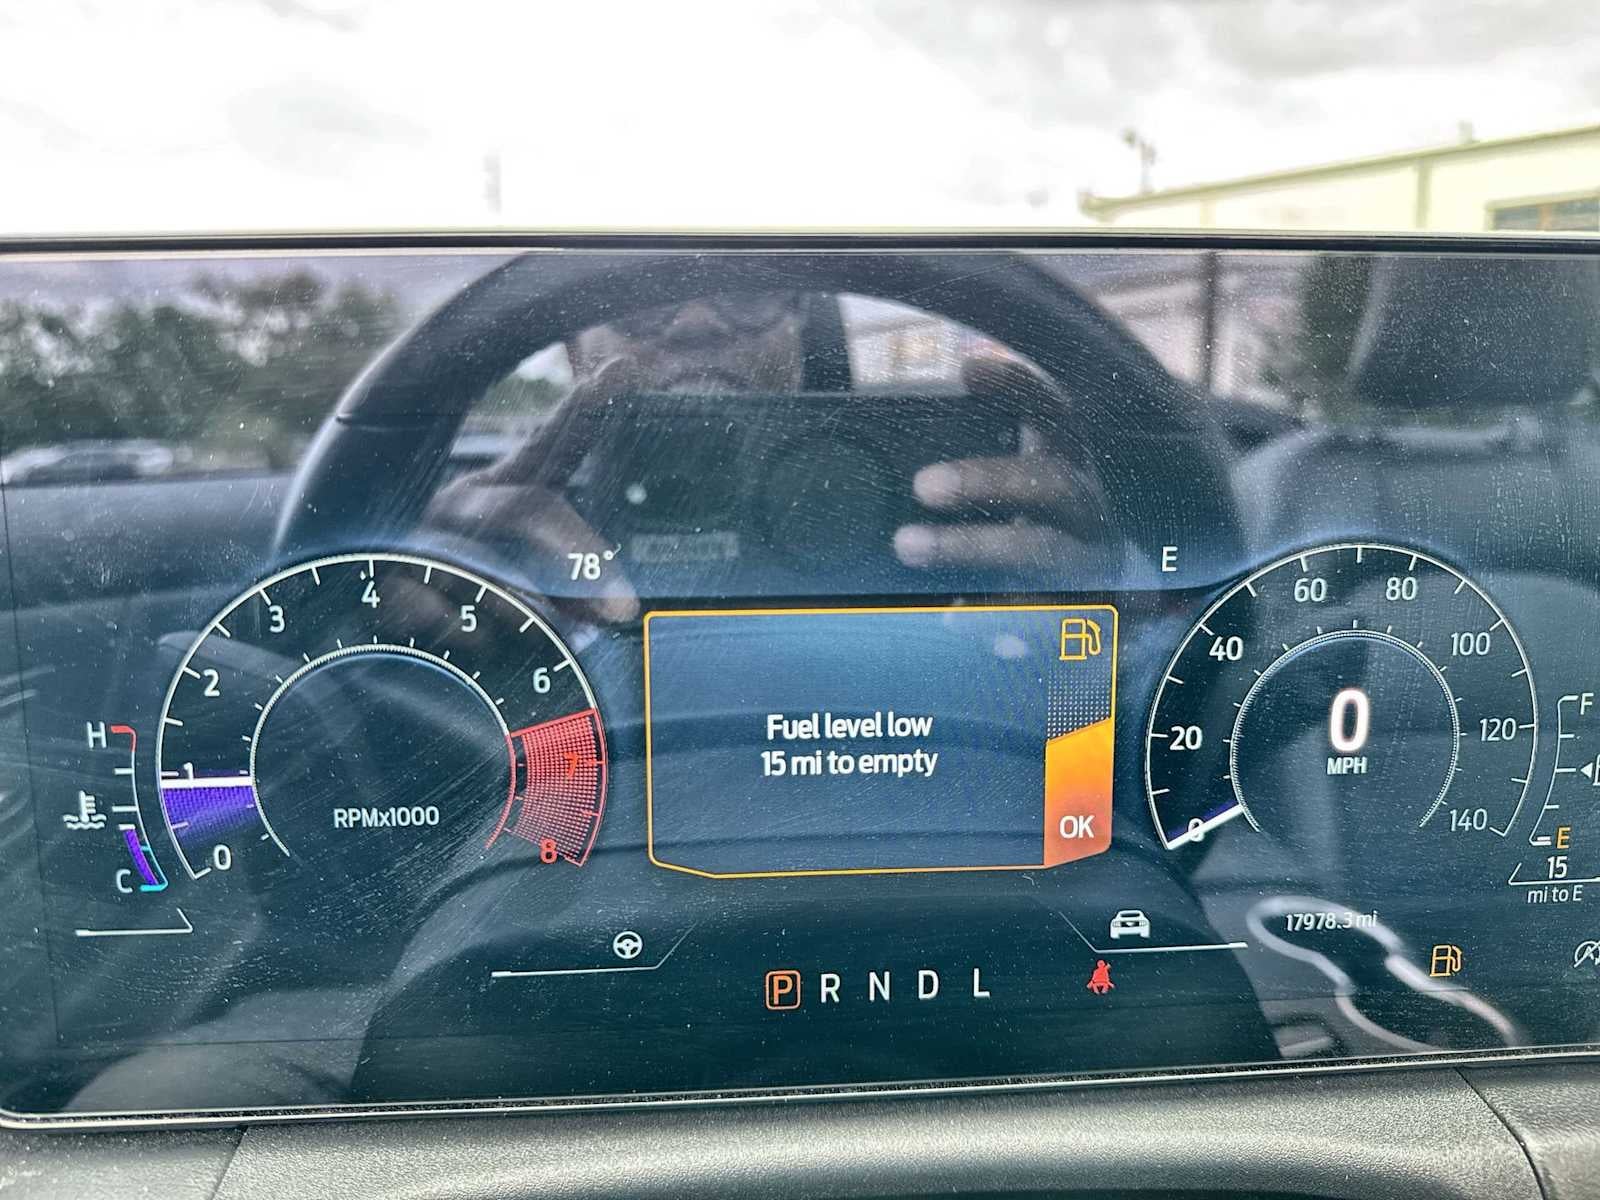 78°
E
0
1
2
3
4
5
6
7
8
RPMx1000
H
C
Fuel level low
15 mi to empty
OK
0
20
40
60
80
100
120
140
0
MPH
F
E
15
mi to E
17978.3 mi
P R N D L